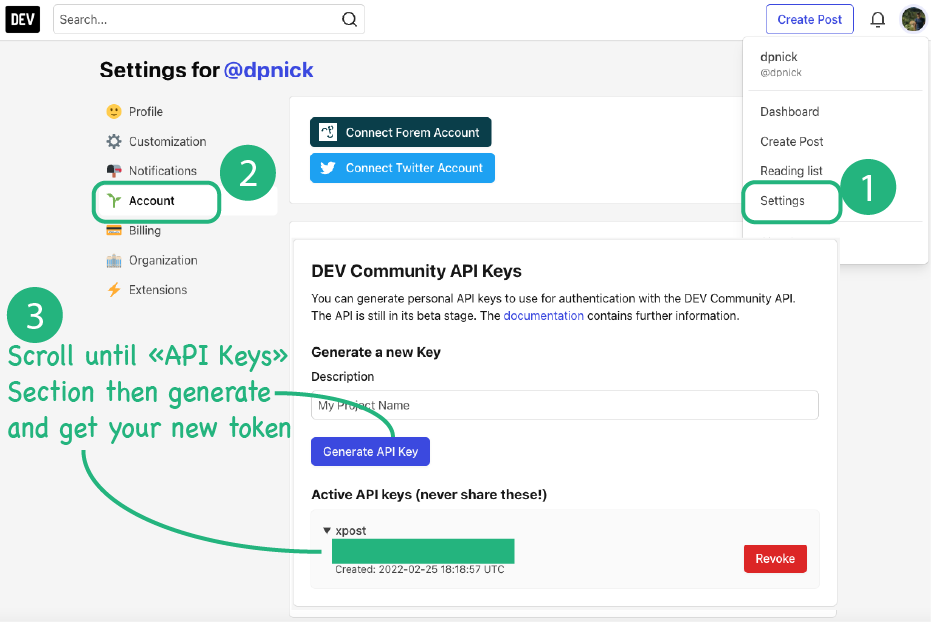 DEV
Search...
Create Post
dpnick
@dpnick
Dashboard
Create Post
Reading list
Settings
1
Settings for @dpnick
Profile
Customization
Notifications
Account
Billing
Organization
Extensions
2
Connect Forem Account
Connect Twitter Account
3
Scroll until «API Keys»
Section then generate
and get your new token
DEV Community API Keys
You can generate personal API keys to use for authentication with the DEV Community API.
The API is still in its beta stage. The documentation contains further information.
Generate a new Key
Description
My Project Name
Generate API Key
Active API keys (never share these!)
xpost
Created: 2022-02-25 18:18:57 UTC
Revoke